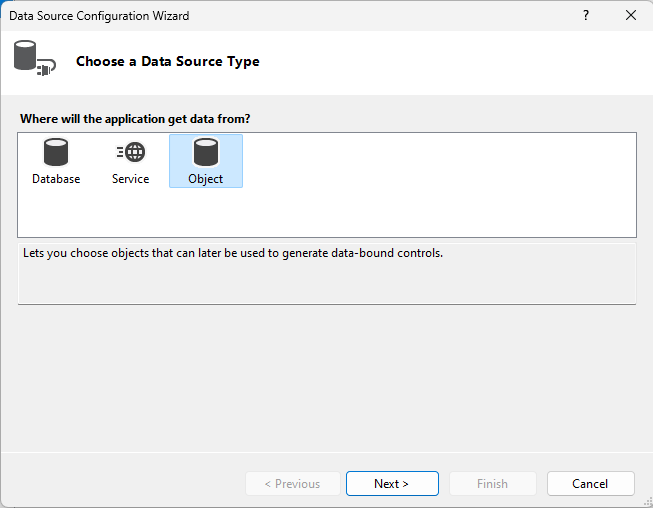 Data Source Configuration Wizard
?
Choose a Data Source Type
Where will the application get data from?
Database
Service
Object
Lets you choose objects that can later be used to generate data-bound controls.
< Previous
Next >
Finish
Cancel